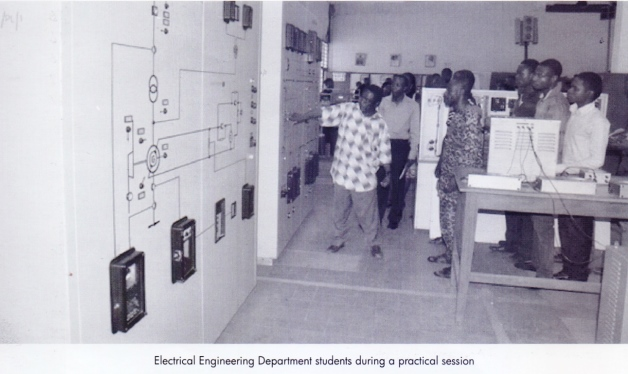 Electrical Engineering Department students during a practical session